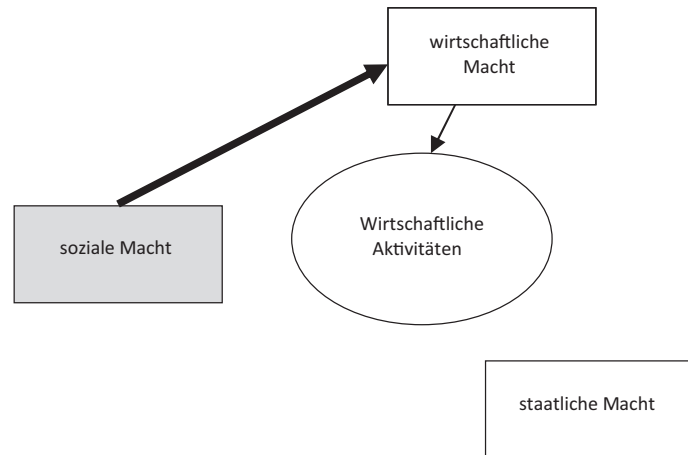 wirtschaftliche
Macht
Wirtschaftliche
Aktivitäten
soziale Macht
staatliche Macht